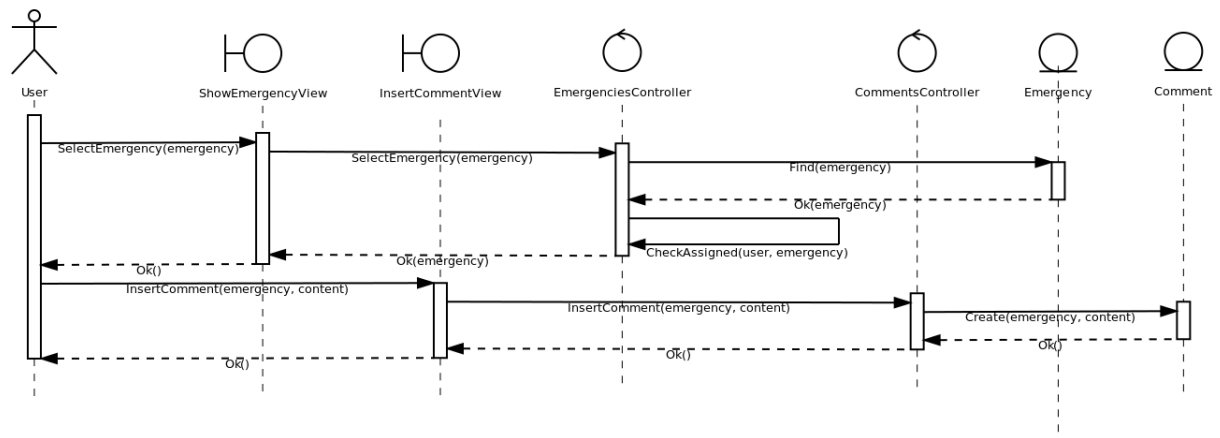 User
ShowEmergencyView
InsertCommentView
EmergenciesController
CommentsController
Emergency
Comment
SelectEmergency(emergency)
SelectEmergency(emergency)
Find(emergency)
Ok(emergency)
CheckAssigned(user, emergency)
Ok(emergency)
Ok()
InsertComment(emergency, content)
InsertComment(emergency, content)
Create(emergency, content)
Ok()
Ok()
Ok()